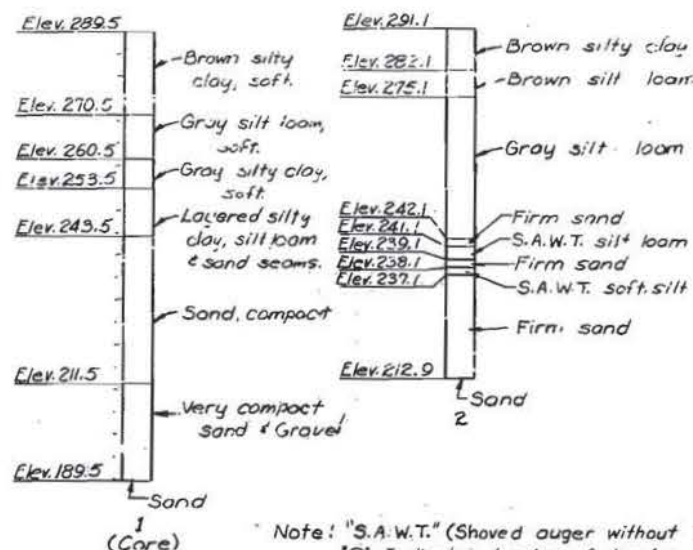 Elev. 289.5
Brown silty
clay, soft.
Elev. 270.5
Gray silt loam,
soft.
Elev. 260.5
Elev. 253.5
Gray silty clay,
soft.
Elev. 243.5
Layered silty
clay, silt loam
& sand seams.
Sand, compact
Elev. 211.5
Very compact
sand & Gravel
Elev. 189.5
Sand
1
(Core)
Elev. 291.1
Brown silty clay
Elev. 282.1
Brown silt loam
Elev. 275.1
Gray silt loam
Elev. 242.1
Firm sand
Elev. 241.1
S.A.W.T. silt loam
Elev. 239.1
Firm sand
Elev. 238.1
S.A.W.T. soft silt
Elev. 237.1
Firm sand
Elev. 212.9
Sand
2
Note: "S.A.W.T." (Shoved auger without